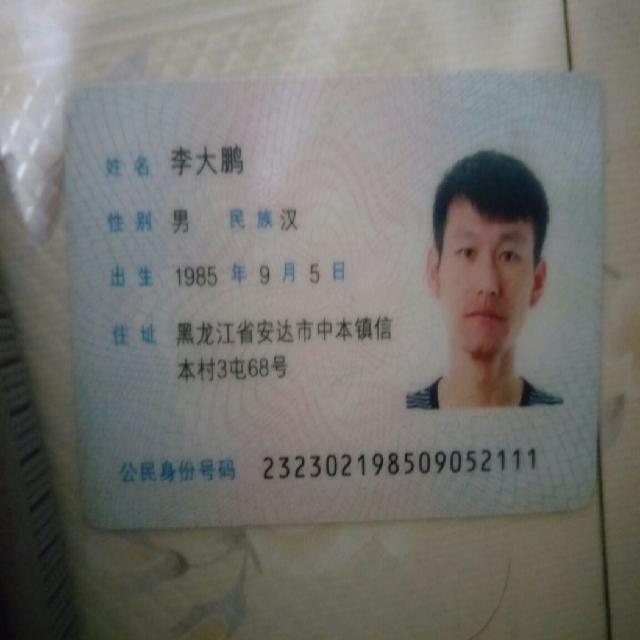 姓名 李大鹏
性别 男 民族 汉
出生 1985 年 9 月 5 日
住址 黑龙江省安达市中本镇信
本村3屯68号
公民身份号码 232302198509052111